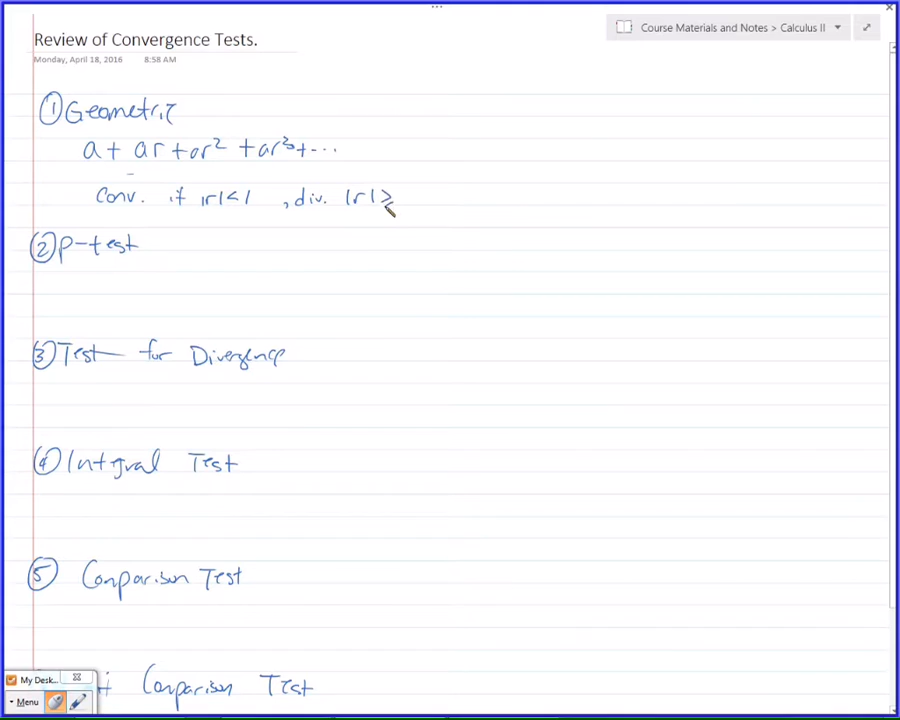 Course Materials and Notes > Calculus II
Review of Convergence Tests.
Monday, April 18, 2016 8:58 AM
① Geometric
a + ar + ar² + ar³ + ...
Conv. if |r| < 1 , div. |r| ≥
② P-test
③ Test for Divergence
④ Integral Test
⑤ Comparison Test
Comparison Test
My Desk...
Menu